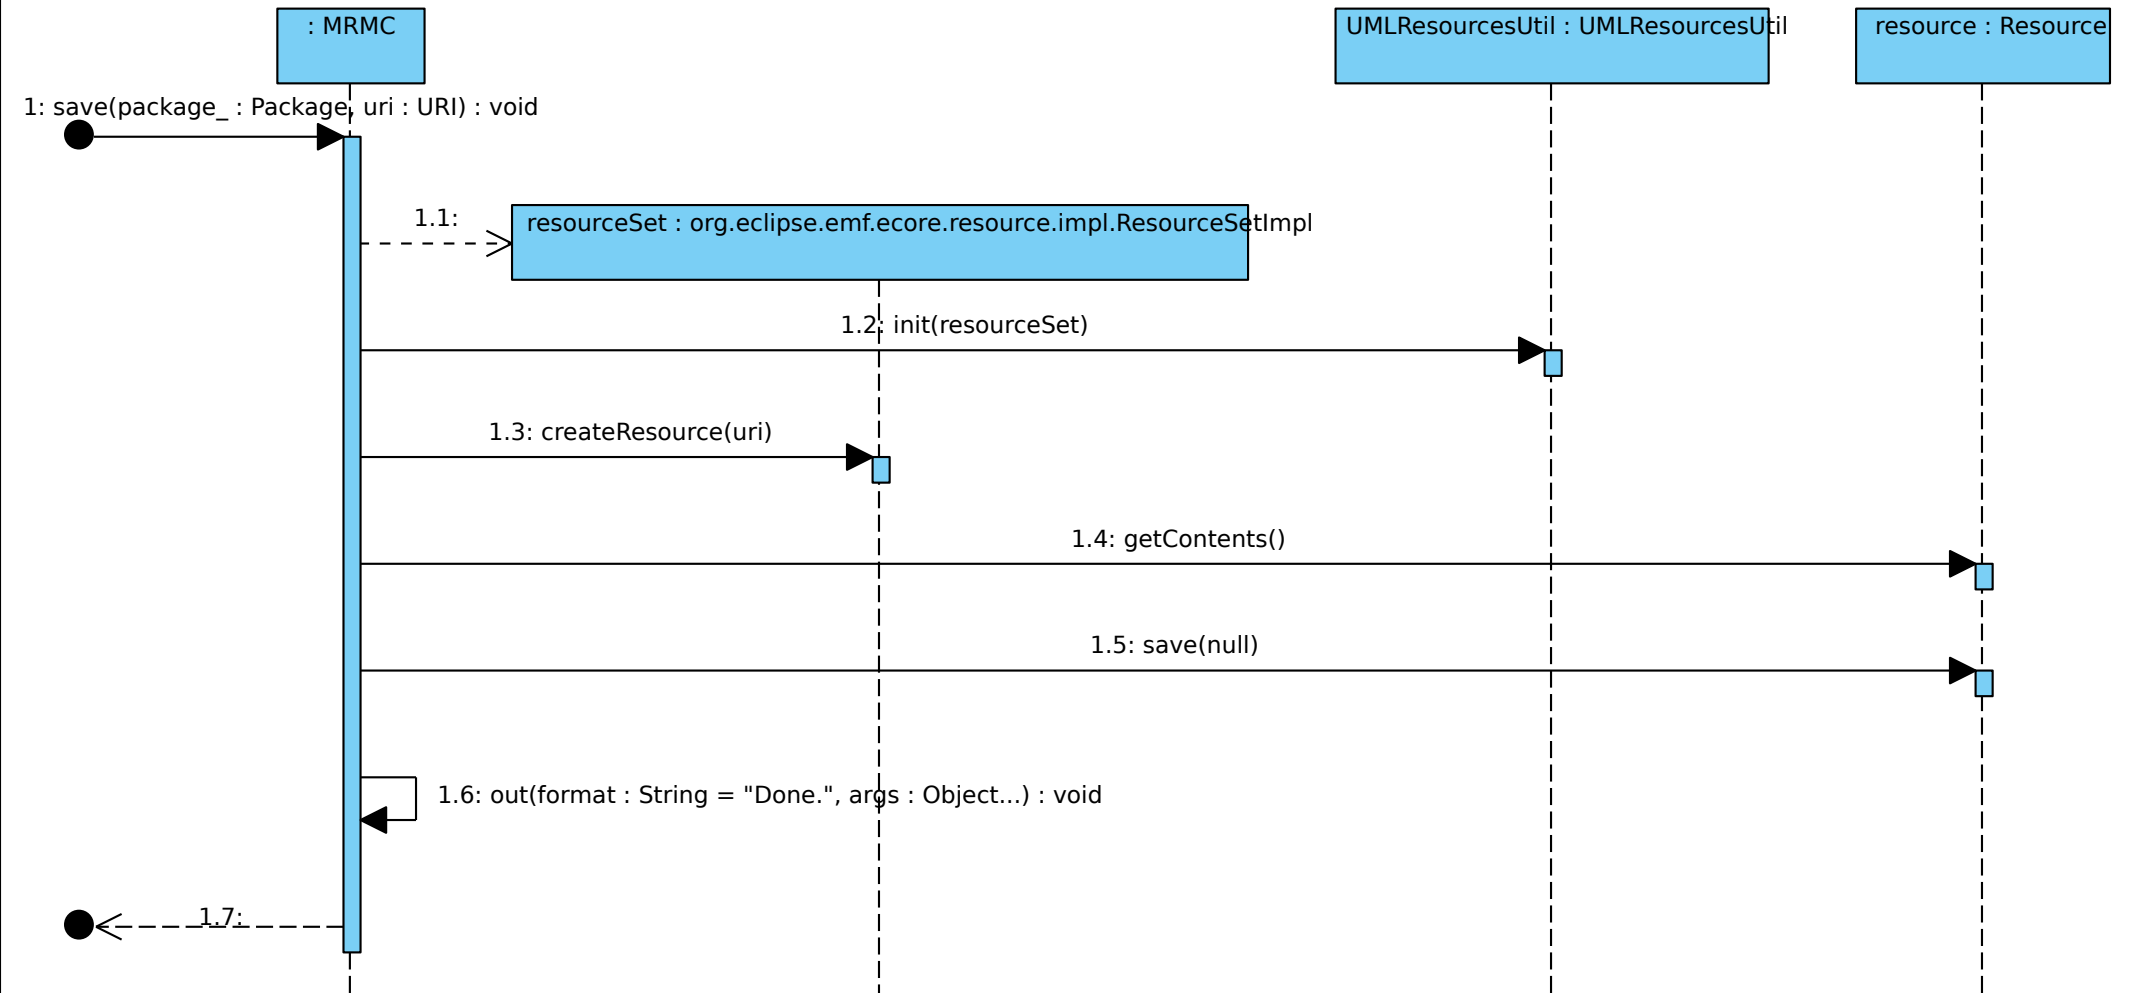 : MRMC
UMLResourcesUtil : UMLResourcesUtil
resource : Resource
1: save(package_ : Package, uri : URI) : void
1.1:
resourceSet : org.eclipse.emf.ecore.resource.impl.ResourceSetImpl
1.2: init(resourceSet)
1.3: createResource(uri)
1.4: getContents()
1.5: save(null)
1.6: out(format : String = "Done.", args : Object...) : void
1.7: